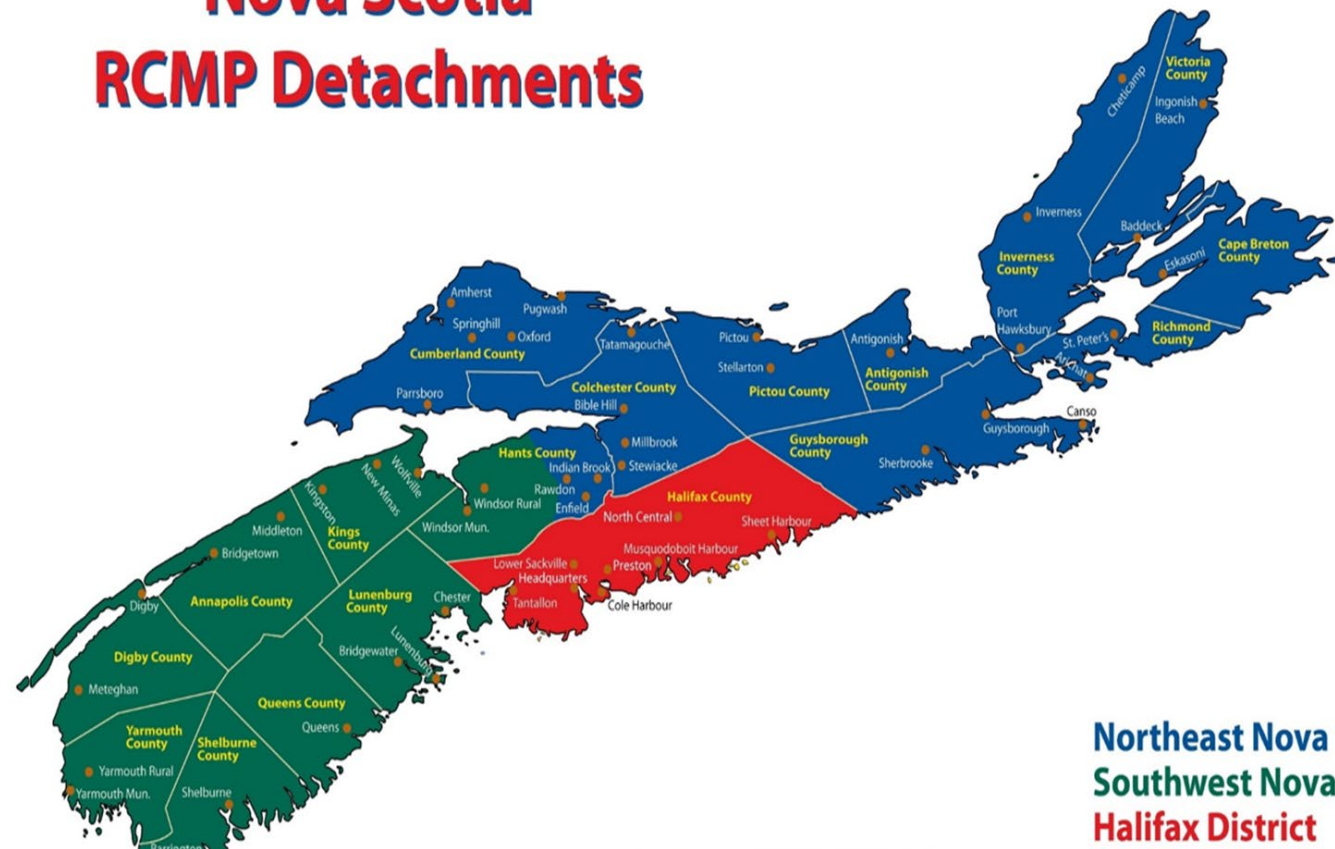 Nova Scotia
RCMP Detachments
Victoria
County
Cheticamp
Ingonish
Beach
Inverness
Baddeck
Inverness
County
Cape Breton
County
Eskasoni
Port
Hawksbury
St. Peter's
Richmond
County
Arichat
Amherst
Pugwash
Springhill
Oxford
Cumberland County
Tatamagouche
Parrsboro
Colchester County
Bible Hill
Pictou
Stellarton
Pictou County
Antigonish
Antigonish
County
Millbrook
Stewiacke
Guysborough
County
Sherbrooke
Guysborough
Canso
Hants County
Indian Brook
Rawdon
Enfield
Windsor Rural
Windsor Mun.
Halifax County
North Central
Sheet Harbour
Musquodoboit Harbour
Lower Sackville
Preston
Headquarters
Tantallon
Cole Harbour
Wolfville
New Minas
Kingston
Kings
County
Middleton
Bridgetown
Annapolis County
Digby
Digby County
Meteghan
Lunenburg
County
Chester
Bridgewater
Lunenburg
Queens County
Queens
Yarmouth
County
Shelburne
County
Yarmouth Rural
Yarmouth Mun.
Shelburne
Barrington
Northeast Nova
Southwest Nova
Halifax District